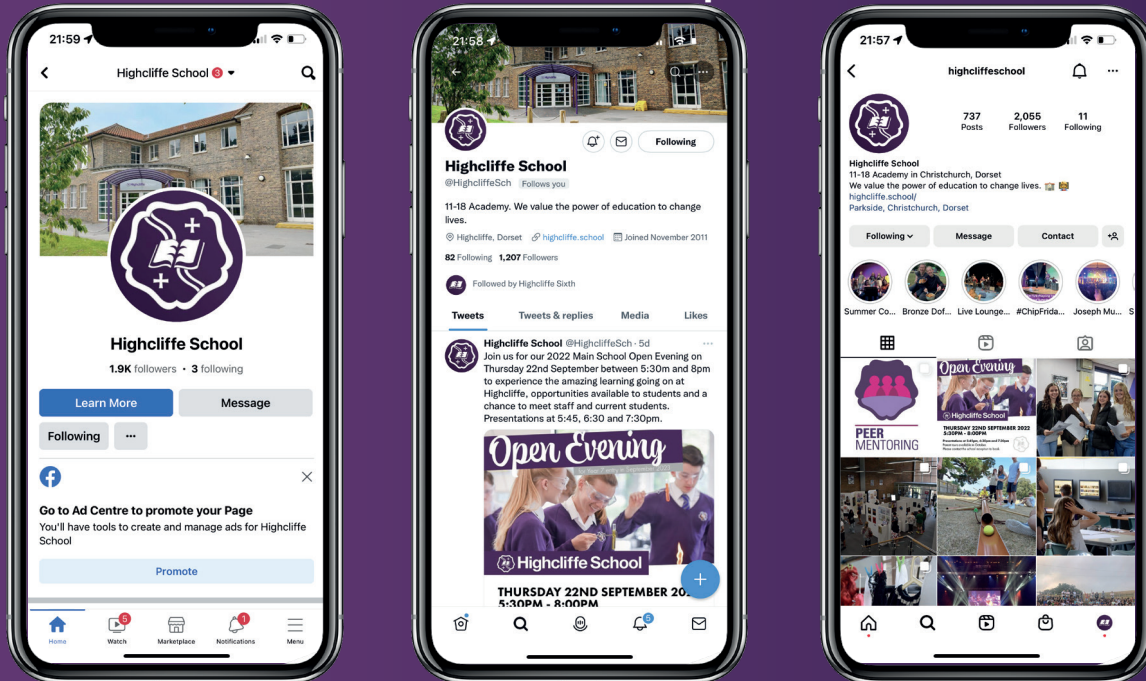 21:59
Highcliffe School 3
Highcliffe School
1.9K followers • 3 following
Learn More
Message
Following
Go to Ad Centre to promote your Page
You'll have tools to create and manage ads for Highcliffe
School
Promote
5
1
Home
Watch
Marketplace
Notifications
Menu
21:58
Following
Highcliffe School
@HighcliffeSch Follows you
11-18 Academy. We value the power of education to change
lives.
Highcliffe, Dorset highcliffe.school Joined November 2011
82 Following 1,207 Followers
Followed by Highcliffe Sixth
Tweets
Tweets & replies
Media
Likes
Highcliffe School @HighcliffeSch · 5d
Join us for our 2022 Main School Open Evening on
Thursday 22nd September between 5:30m and 8pm
to experience the amazing learning going on at
Highcliffe, opportunities available to students and a
chance to meet staff and current students.
Presentations at 5:45, 6:30 and 7:30pm.
Open Evening
Highcliffe School
THURSDAY 22ND SEPTEMBER
5:30PM - 8:00PM
5
21:57
highcliffeschool
737
Posts
2,055
Followers
11
Following
Highcliffe School
11-18 Academy in Christchurch, Dorset
We value the power of education to change lives.
highcliffe.school/
Parkside, Christchurch, Dorset
Following
Message
Contact
Summer Co...
Bronze Dof...
Live Lounge...
#ChipFrida...
Joseph Mu...
S
PEER
MENTORING
Open Evening
Highcliffe School
THURSDAY 22ND SEPTEMBER 2022
5:30PM - 8:00PM